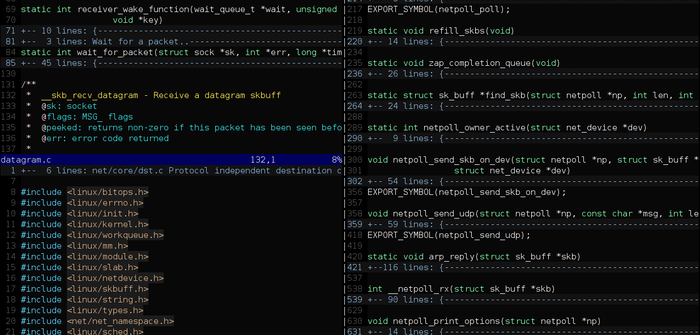 69 static int receiver_wake_function(wait_queue_t *wait, unsigned
70 void *key)
71 +-- 10 lines: {
81 +-- 3 lines: Wait for a packet..
84 static int wait_for_packet(struct sock *sk, int *err, long *tim
85 +-- 45 lines: {
130
131 /**
132 * __skb_recv_datagram - Receive a datagram skbuff
133 * @sk: socket
134 * @flags: MSG_ flags
135 * @peeked: returns non-zero if this packet has been seen befo
136 * @err: error code returned
137 *
datagram.c 132,1 8%
1 +-- 6 lines: net/core/dst.c Protocol independent destination c
7
8 #include <linux/bitops.h>
9 #include <linux/errno.h>
10 #include <linux/init.h>
11 #include <linux/kernel.h>
12 #include <linux/workqueue.h>
13 #include <linux/mm.h>
14 #include <linux/module.h>
15 #include <linux/slab.h>
16 #include <linux/netdevice.h>
17 #include <linux/skbuff.h>
18 #include <linux/string.h>
19 #include <linux/types.h>
20 #include <net/net_namespace.h>
21 #include <linux/sched.h>
217 EXPORT_SYMBOL(netpoll_poll);
218
219 static void refill_skbs(void)
220 +-- 14 lines: {
234
235 static void zap_completion_queue(void)
236 +-- 26 lines: {
262
263 static struct sk_buff *find_skb(struct netpoll *np, int len, int
264 +-- 24 lines: {
288
289 static int netpoll_owner_active(struct net_device *dev)
290 +-- 9 lines: {
299
300 void netpoll_send_skb_on_dev(struct netpoll *np, struct sk_buff *
301 struct net_device *dev)
302 +-- 54 lines: {
356 EXPORT_SYMBOL(netpoll_send_skb_on_dev);
357
358 void netpoll_send_udp(struct netpoll *np, const char *msg, int le
359 +-- 59 lines: {
418 EXPORT_SYMBOL(netpoll_send_udp);
419
420 static void arp_reply(struct sk_buff *skb)
421 +--116 lines: {
537
538 int __netpoll_rx(struct sk_buff *skb)
539 +-- 90 lines: {
629
630 void netpoll_print_options(struct netpoll *np)
631 +-- 14 lines: {